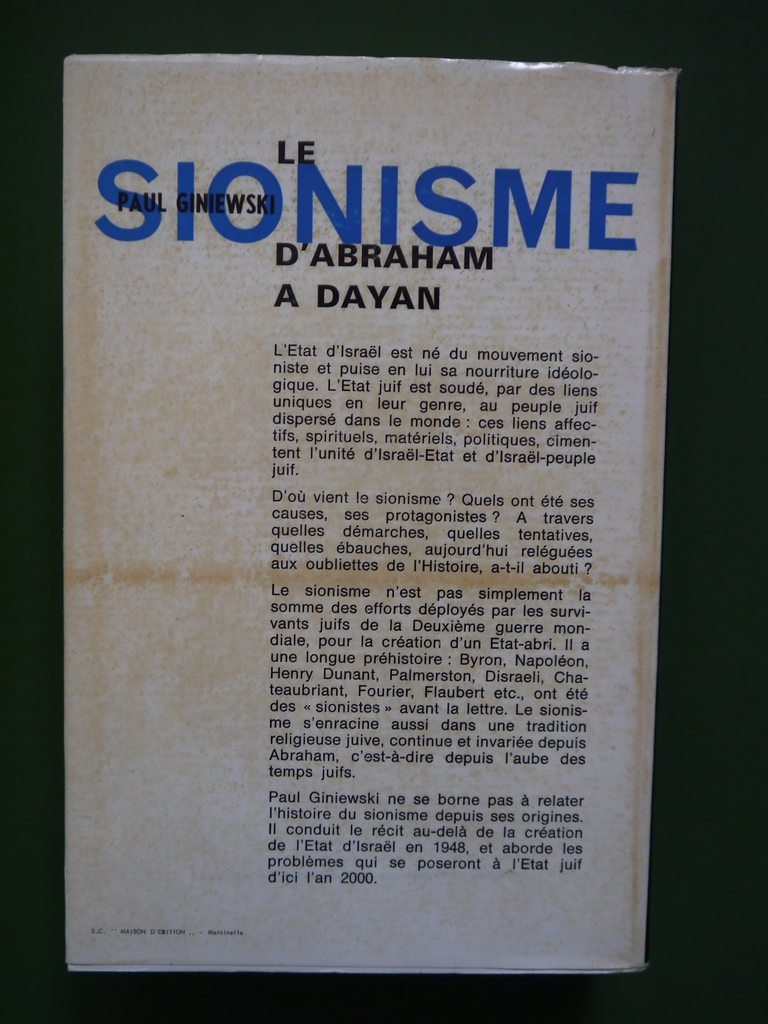 LE
SIONISME
PAUL GINIEWSKI
D'ABRAHAM
A DAYAN
L'Etat d'Israël est né du mouvement sio-
niste et puise en lui sa nourriture idéolo-
gique. L'Etat juif est soudé, par des liens
uniques en leur genre, au peuple juif
dispersé dans le monde : ces liens affec-
tifs, spirituels, matériels, politiques, cimen-
tent l'unité d'Israël-Etat et d'Israël-peuple
juif.
D'où vient le sionisme ? Quels ont été ses
causes, ses protagonistes ? A travers
quelles démarches, quelles tentatives,
quelles ébauches, aujourd'hui reléguées
aux oubliettes de l'Histoire, a-t-il abouti ?
Le sionisme n'est pas simplement la
somme des efforts déployés par les survi-
vants juifs de la Deuxième guerre mon-
diale, pour la création d'un Etat-abri. Il a
une longue préhistoire : Byron, Napoléon,
Henry Dunant, Palmerston, Disraeli, Cha-
teaubriant, Fourier, Flaubert etc., ont été
des « sionistes » avant la lettre. Le sionis-
me s'enracine aussi dans une tradition
religieuse juive, continue et invariée depuis
Abraham, c'est-à-dire depuis l'aube des
temps juifs.
Paul Giniewski ne se borne pas à relater
l'histoire du sionisme depuis ses origines.
Il conduit le récit au-delà de la création
de l'Etat d'Israël en 1948, et aborde les
problèmes qui se poseront à l'Etat juif
d'ici l'an 2000.
S.C. '' MAISON D'EDITION ,, - Marcinelle.